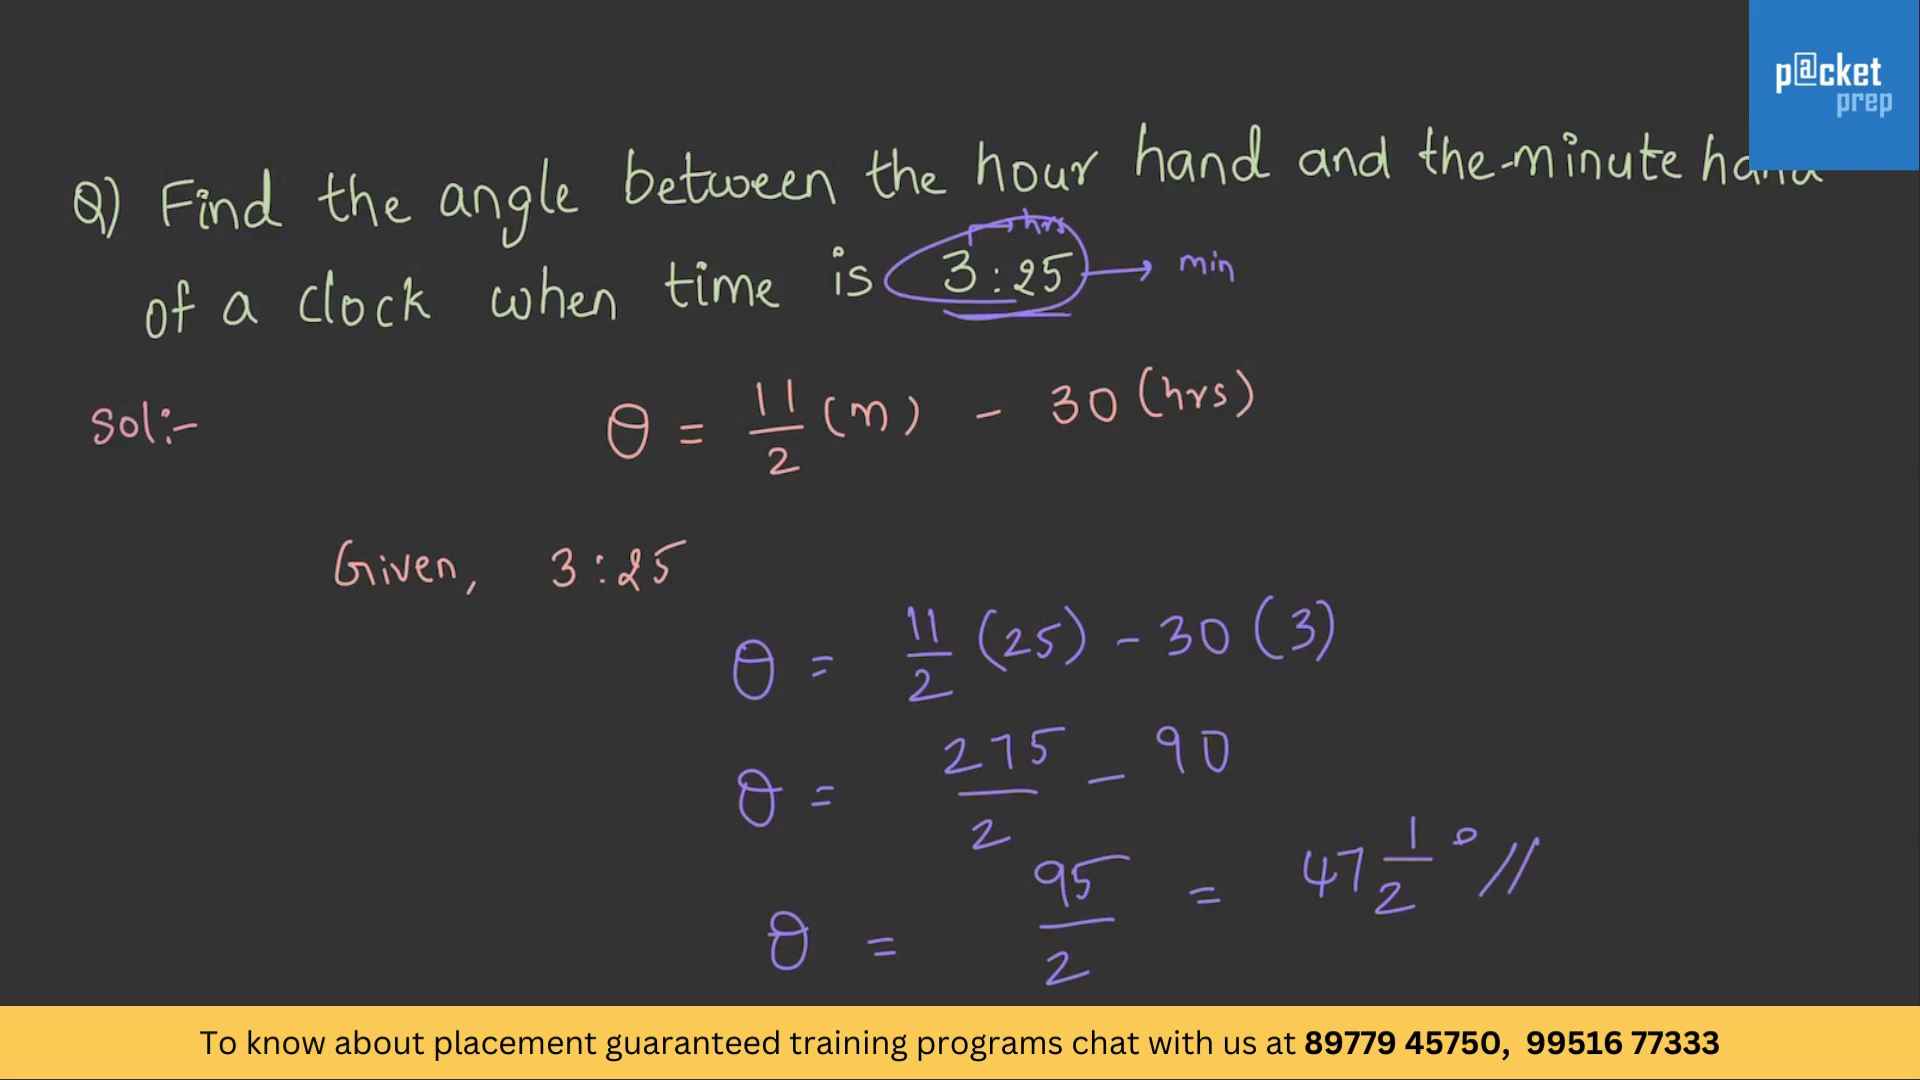 p@cket
prep
Q) Find the angle between the hour hand and the minute hand
hrs
of a clock when time is 3:25 → min
Sol:- θ = 11/2 (m) - 30 (hrs)
Given, 3:25
θ = 11/2 (25) - 30 (3)
θ = 275/2 - 90
θ = 95/2 = 47 1/2° //
To know about placement guaranteed training programs chat with us at 89779 45750, 99516 77333